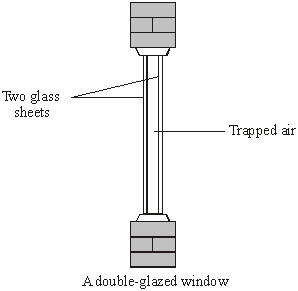 Two glass
sheets
Trapped air
A double-glazed window